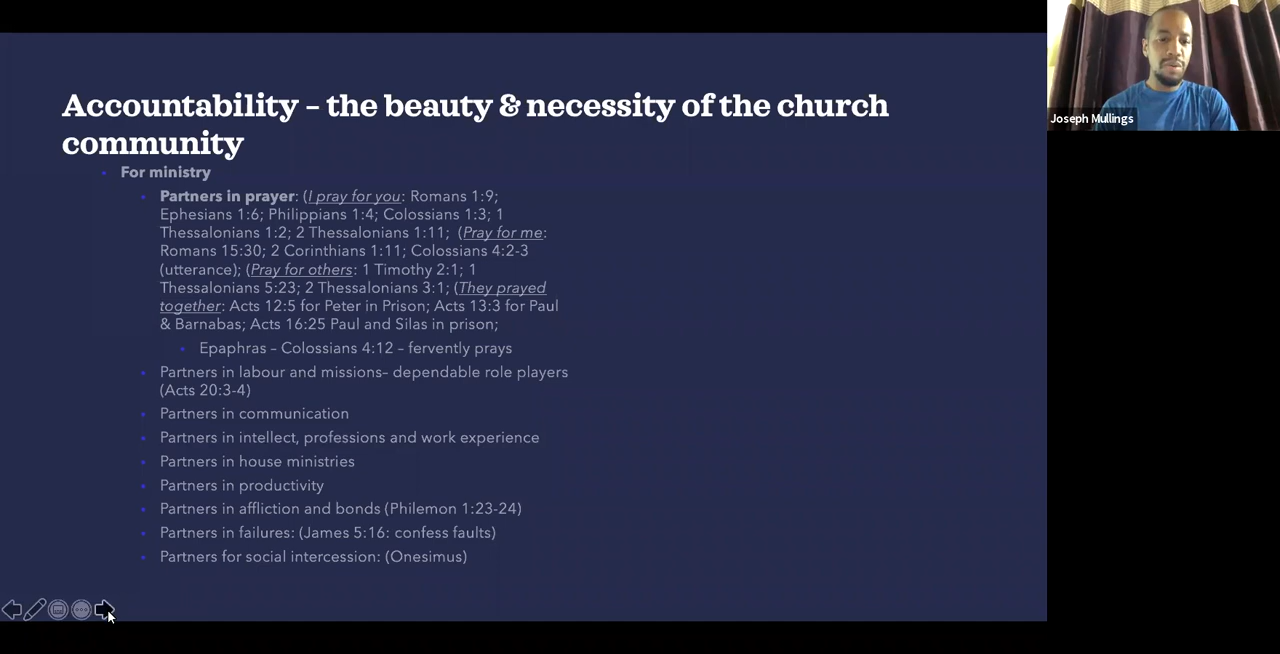 Accountability – the beauty & necessity of the church
community
For ministry
Partners in prayer: (I pray for you: Romans 1:9;
Ephesians 1:6; Philippians 1:4; Colossians 1:3; 1
Thessalonians 1:2; 2 Thessalonians 1:11; (Pray for me:
Romans 15:30; 2 Corinthians 1:11; Colossians 4:2-3
(utterance); (Pray for others: 1 Timothy 2:1; 1
Thessalonians 5:23; 2 Thessalonians 3:1; (They prayed
together: Acts 12:5 for Peter in Prison; Acts 13:3 for Paul
& Barnabas; Acts 16:25 Paul and Silas in prison;
Epaphras – Colossians 4:12 – fervently prays
Partners in labour and missions– dependable role players
(Acts 20:3-4)
Partners in communication
Partners in intellect, professions and work experience
Partners in house ministries
Partners in productivity
Partners in affliction and bonds (Philemon 1:23-24)
Partners in failures: (James 5:16: confess faults)
Partners for social intercession: (Onesimus)
Joseph Mullings